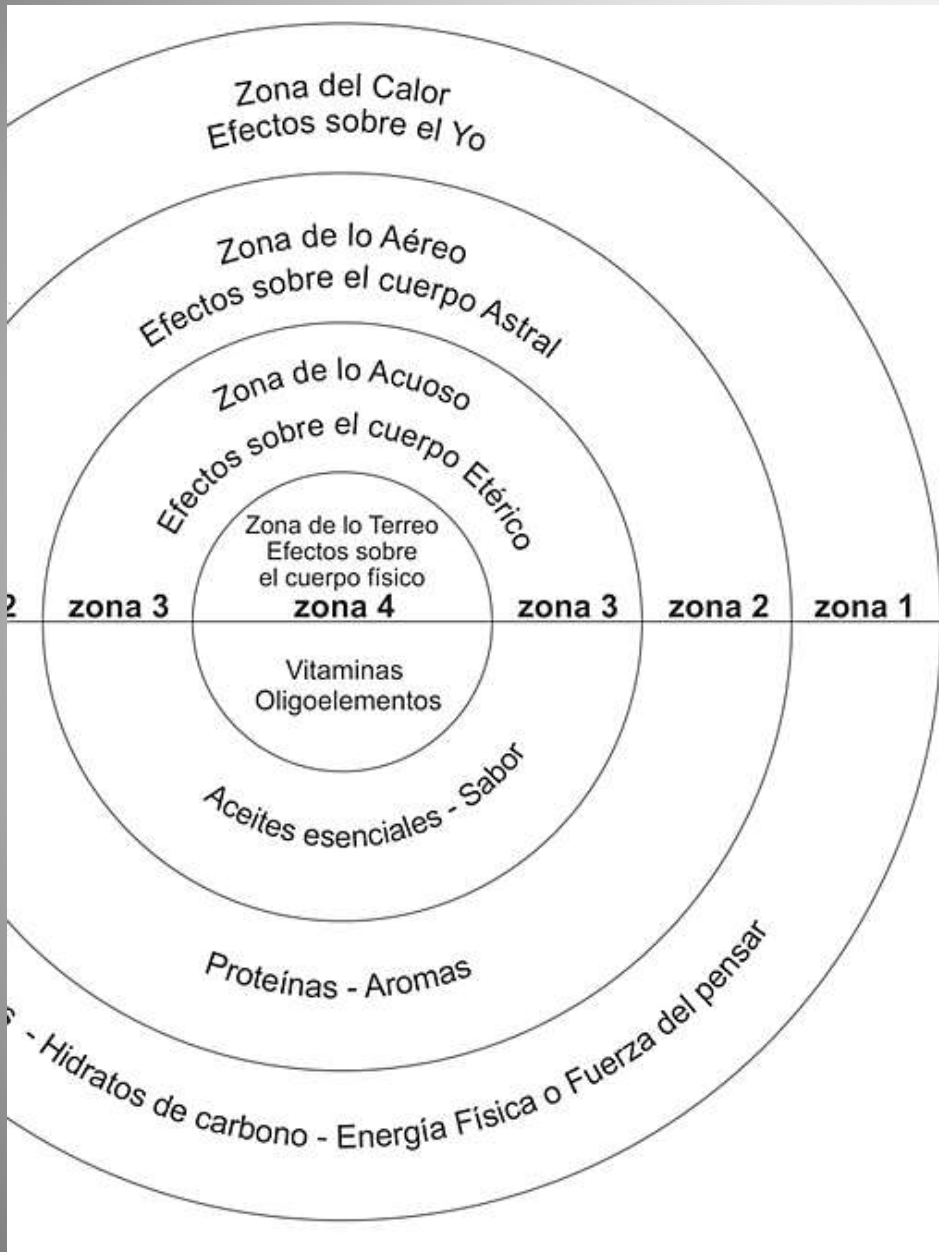 Zona del Calor
Efectos sobre el Yo
Zona de lo Aéreo
Efectos sobre el cuerpo Astral
Zona de lo Acuoso
Efectos sobre el cuerpo Etérico
Zona de lo Terreo
Efectos sobre
el cuerpo físico
2 zona 3 zona 4 zona 3 zona 2 zona 1
Vitaminas
Oligoelementos
Aceites esenciales - Sabor
Proteínas - Aromas
- Hidratos de carbono - Energía Física o Fuerza del pensar